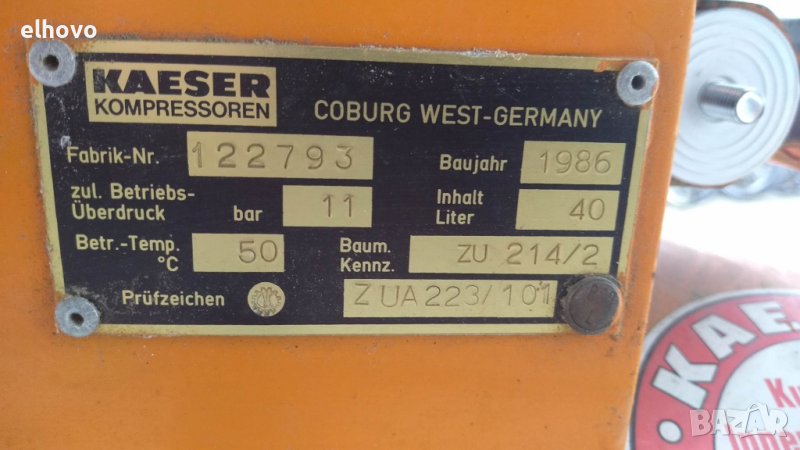 elhovo
KAESER
KOMPRESSOREN
COBURG WEST-GERMANY
Fabrik-Nr. 122793 Baujahr 1986
zul. Betriebs-
Überdruck bar 11 Inhalt
Liter 40
Betr.-Temp.
°C 50 Baum.
Kennz. ZU 214/2
Prüfzeichen ZUA223/101
KAE
Ku
BAZAR